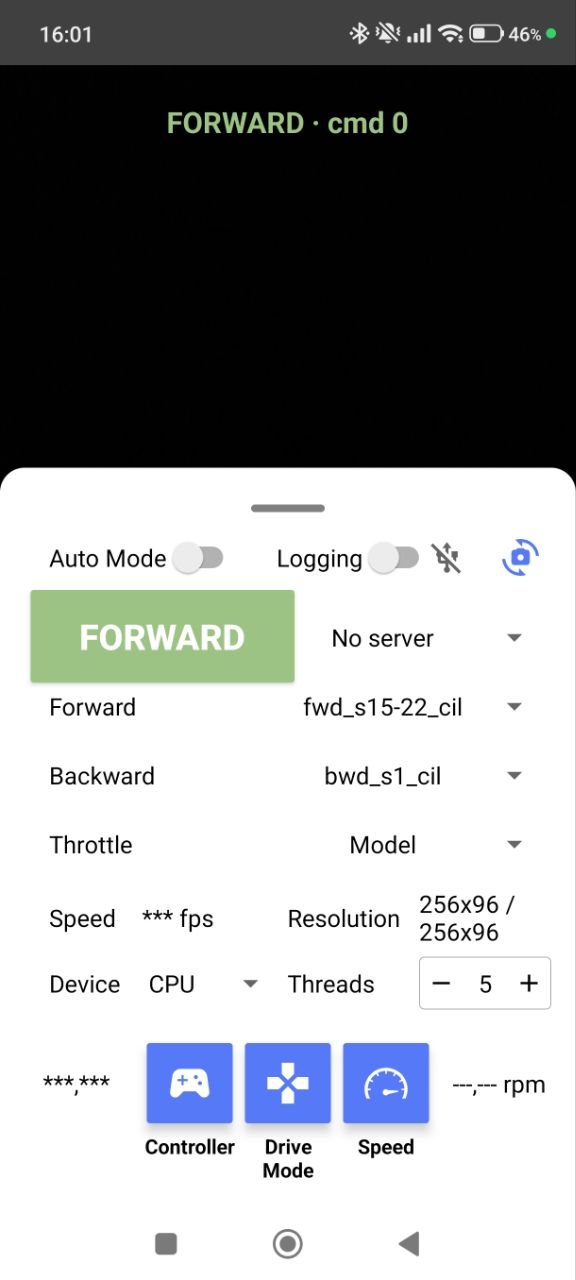 16:01
46%
FORWARD · cmd 0
Auto Mode
Logging
FORWARD
No server
Forward
fwd_s15-22_cil
Backward
bwd_s1_cil
Throttle
Model
Speed
*** fps
Resolution
256x96 /
256x96
Device
CPU
Threads
5
***,***
---,--- rpm
Controller
Drive
Mode
Speed